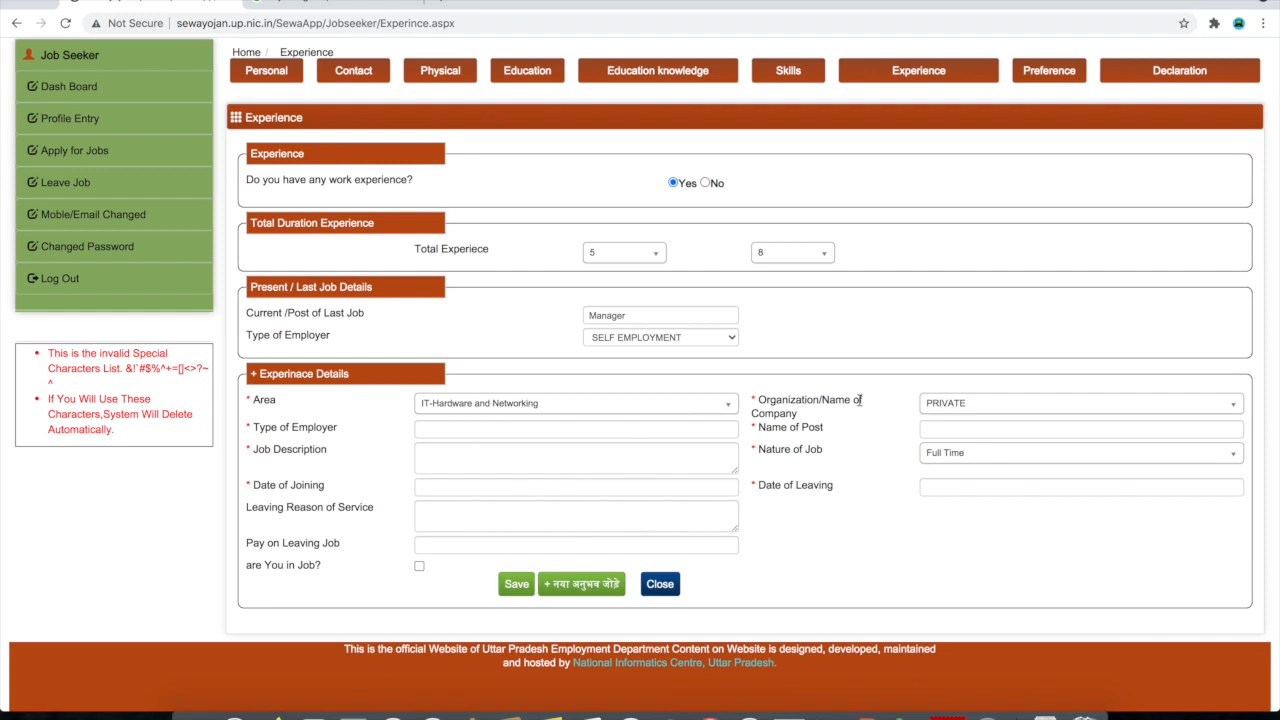 Not Secure sewayojan.up.nic.in/SewaApp/Jobseeker/Experince.aspx
Job Seeker
Dash Board
Profile Entry
Apply for Jobs
Leave Job
Moble/Email Changed
Changed Password
Log Out
This is the invalid Special
Characters List. &!`#$%^+=[]<>?~
^
If You Will Use These
Characters,System Will Delete
Automatically.
Home / Experience
Personal Contact Physical Education Education knowledge Skills Experience Preference Declaration
Experience
Experience
Do you have any work experience? Yes No
Total Duration Experience
Total Experiece 5 8
Present / Last Job Details
Current /Post of Last Job Manager
Type of Employer SELF EMPLOYMENT
+ Experinace Details
* Area IT-Hardware and Networking * Organization/Name of
Company PRIVATE
* Type of Employer * Name of Post
* Job Description * Nature of Job Full Time
* Date of Joining * Date of Leaving
Leaving Reason of Service
Pay on Leaving Job
are You in Job?
Save + नया अनुभव जोड़े Close
This is the official Website of Uttar Pradesh Employment Department Content on Website is designed, developed, maintained
and hosted by National Informatics Centre, Uttar Pradesh.